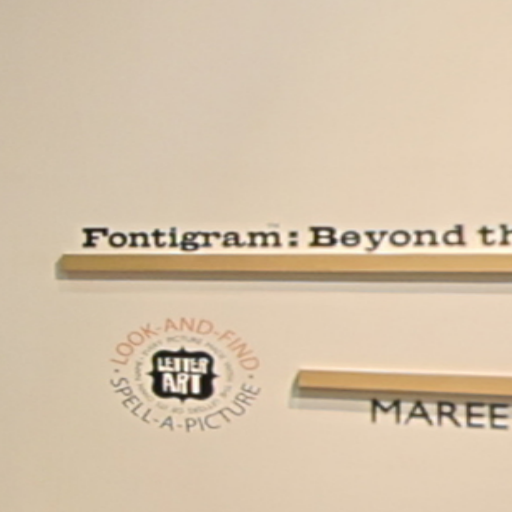 Fontigram: Beyond th
LOOK-AND-FIND
LETTER
ART
SPELL-A-PICTURE
MAREE